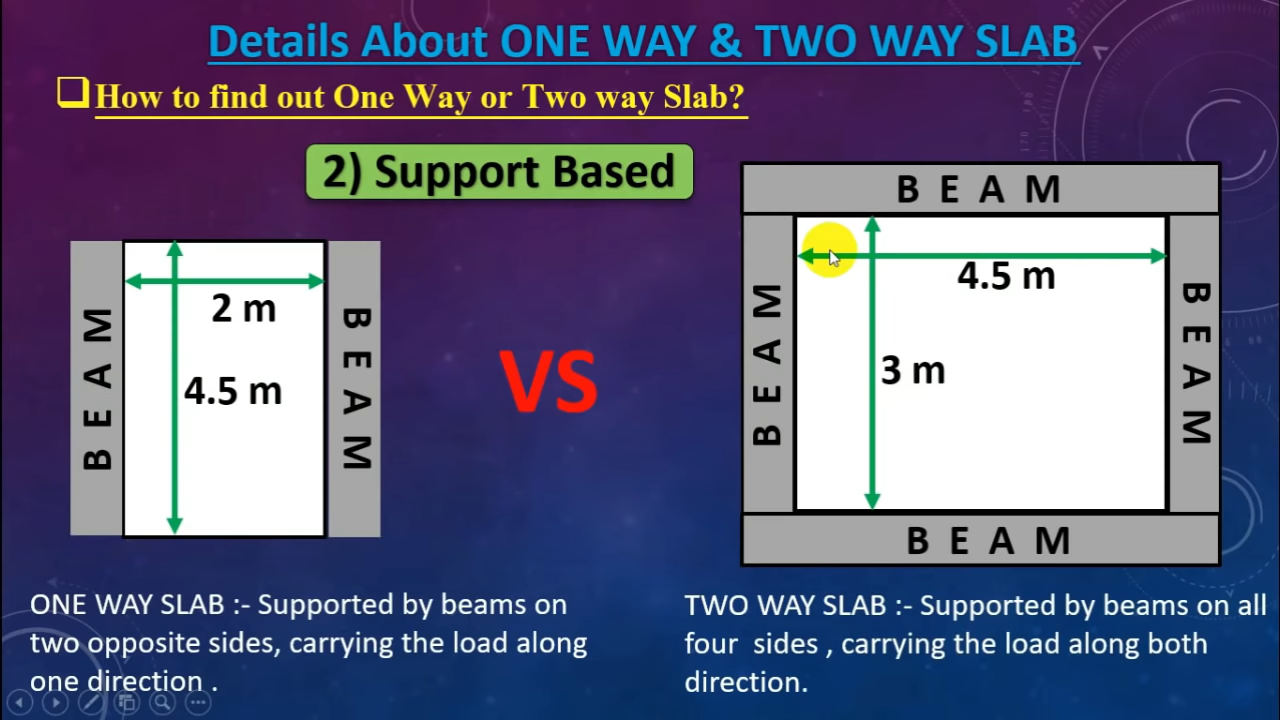 Details About ONE WAY & TWO WAY SLAB
How to find out One Way or Two way Slab?
2) Support Based
BEAM
2 m
4.5 m
BEAM
VS
BEAM
BEAM
4.5 m
3 m
BEAM
BEAM
ONE WAY SLAB :- Supported by beams on
two opposite sides, carrying the load along
one direction .
TWO WAY SLAB :- Supported by beams on all
four sides , carrying the load along both
direction.